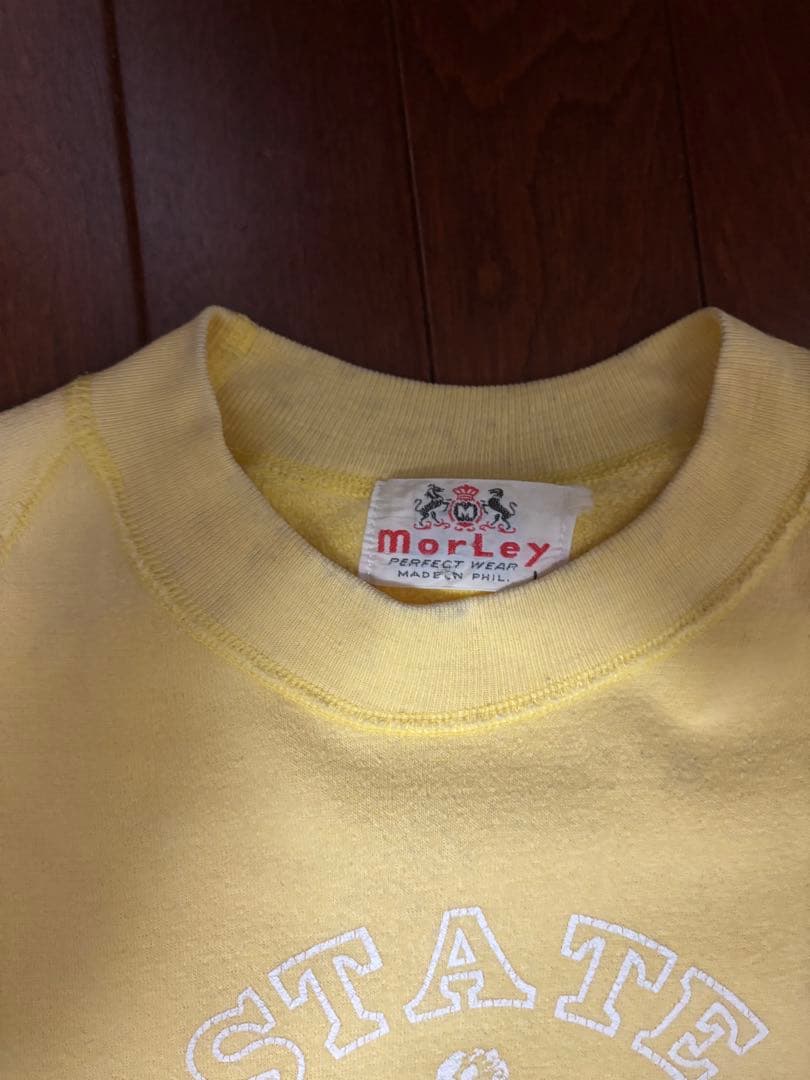 M
morLey
PERFECT WEAR
MADE IN PHIL.
L
STATE